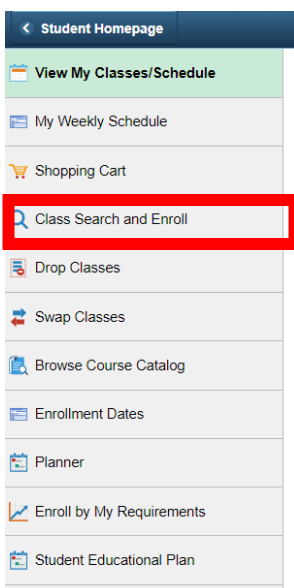 Student Homepage
View My Classes/Schedule
My Weekly Schedule
Shopping Cart
Class Search and Enroll
Drop Classes
Swap Classes
Browse Course Catalog
Enrollment Dates
Planner
Enroll by My Requirements
Student Educational Plan